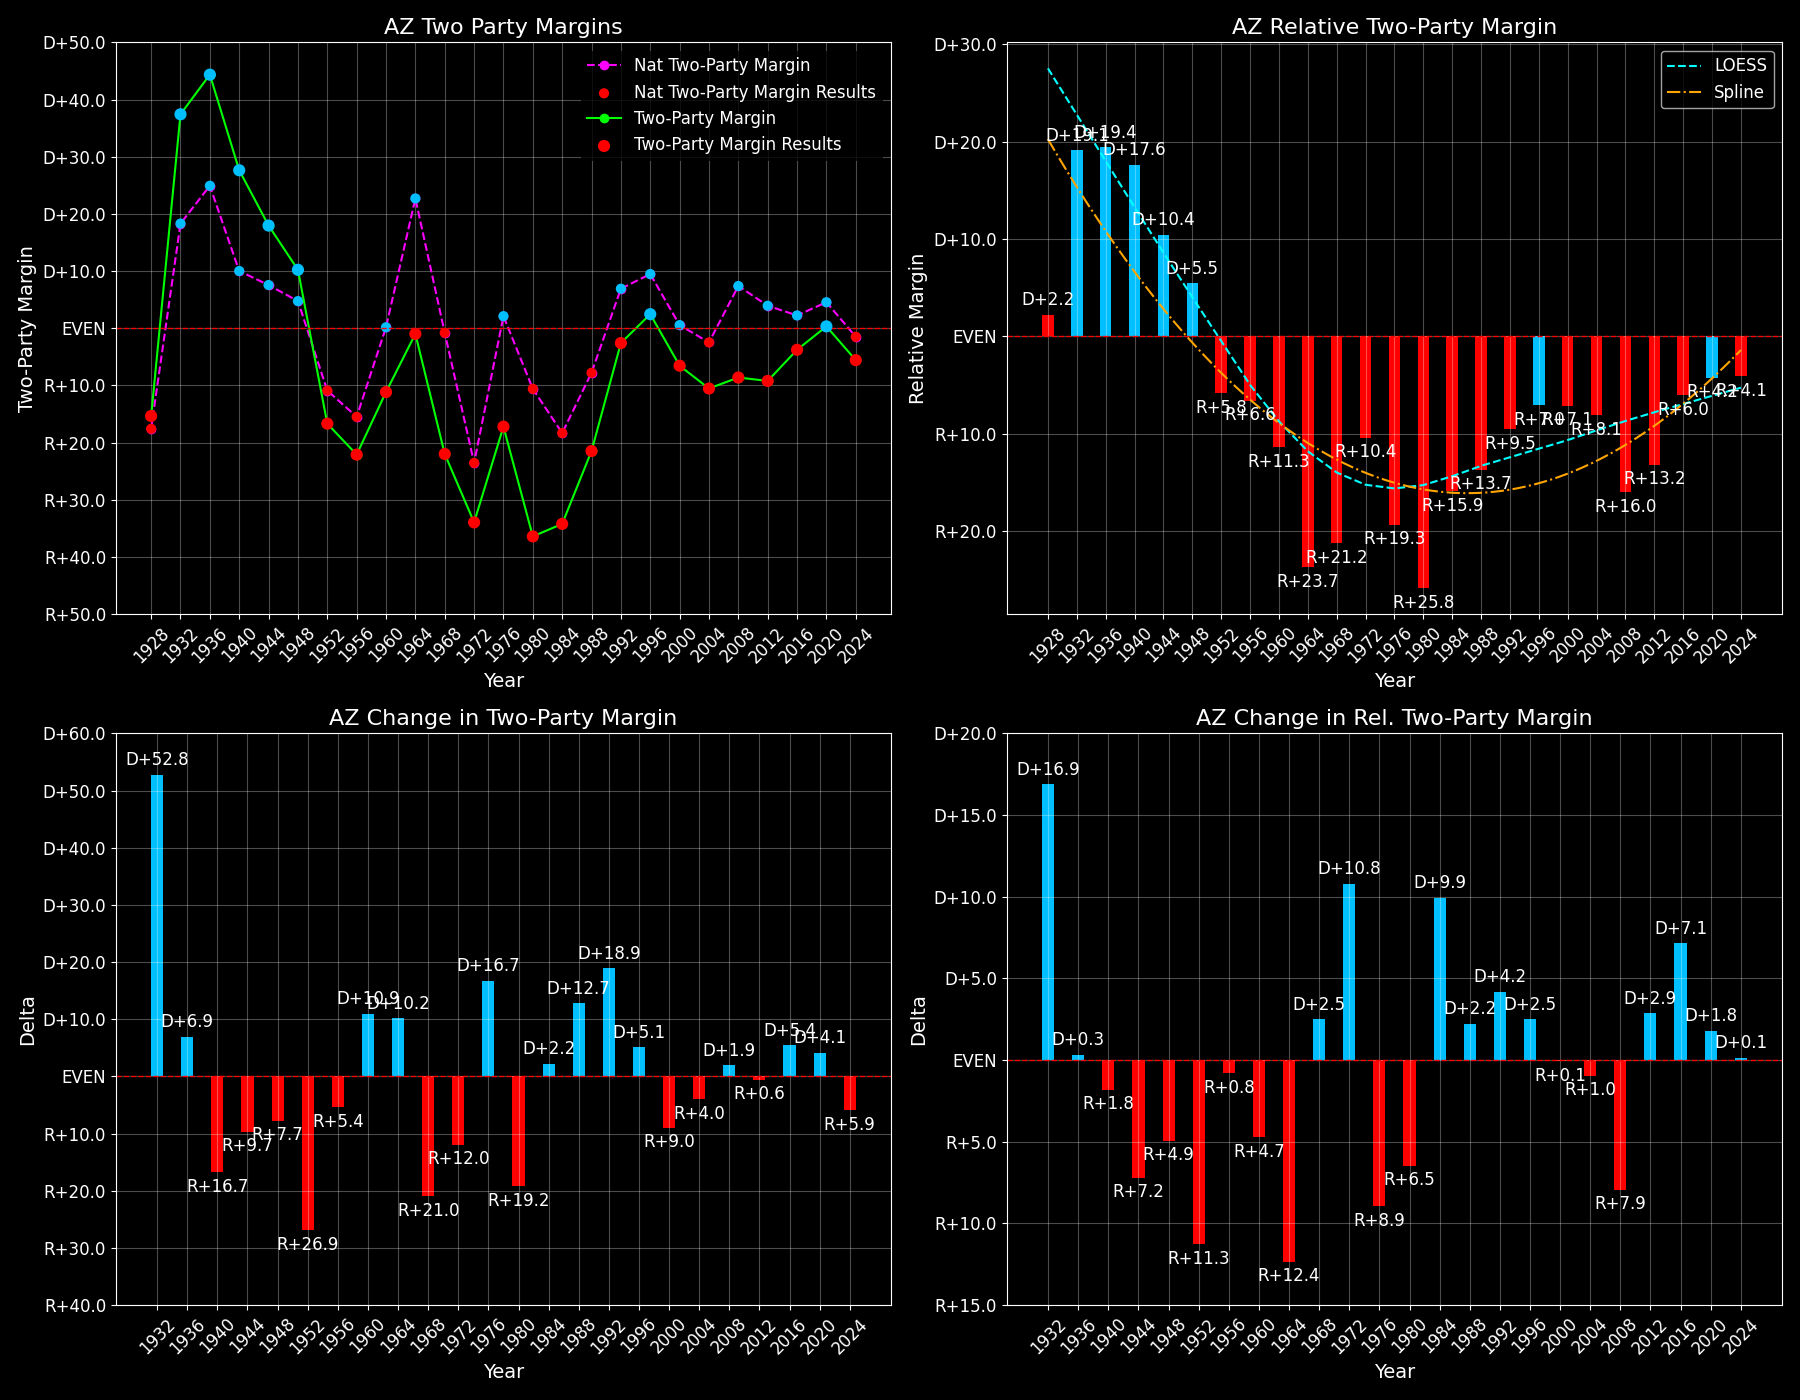 AZ Two Party Margins
D+50.0
D+40.0
D+30.0
D+20.0
D+10.0
EVEN
R+10.0
R+20.0
R+30.0
R+40.0
R+50.0
Two-Party Margin
Nat Two-Party Margin
Nat Two-Party Margin Results
Two-Party Margin
Two-Party Margin Results
1928 1932 1936 1940 1944 1948 1952 1956 1960 1964 1968 1972 1976 1980 1984 1988 1992 1996 2000 2004 2008 2012 2016 2020 2024
Year
AZ Relative Two-Party Margin
D+30.0
D+20.0
D+10.0
EVEN
R+10.0
R+20.0
Relative Margin
LOESS
Spline
D+2.2 D+19.1 D+19.4 D+17.6 D+10.4 D+5.5 R+5.8 R+6.6 R+11.3 R+23.7 R+21.2 R+10.4 R+19.3 R+25.8 R+15.9 R+13.7 R+9.5 R+7.0 R+7.1 R+8.1 R+16.0 R+13.2 R+6.0 R+4.2 R+4.1
1928 1932 1936 1940 1944 1948 1952 1956 1960 1964 1968 1972 1976 1980 1984 1988 1992 1996 2000 2004 2008 2012 2016 2020 2024
Year
AZ Change in Two-Party Margin
D+60.0
D+50.0
D+40.0
D+30.0
D+20.0
D+10.0
EVEN
R+10.0
R+20.0
R+30.0
R+40.0
Delta
D+52.8 D+6.9 R+16.7 R+9.7 R+7.7 R+26.9 R+5.4 D+10.9 D+10.2 R+21.0 R+12.0 D+16.7 R+19.2 D+2.2 D+12.7 D+18.9 D+5.1 R+9.0 R+4.0 D+1.9 R+0.6 D+5.4 D+4.1 R+5.9
1932 1936 1940 1944 1948 1952 1956 1960 1964 1968 1972 1976 1980 1984 1988 1992 1996 2000 2004 2008 2012 2016 2020 2024
Year
AZ Change in Rel. Two-Party Margin
D+20.0
D+15.0
D+10.0
D+5.0
EVEN
R+5.0
R+10.0
R+15.0
Delta
D+16.9 D+0.3 R+1.8 R+7.2 R+4.9 R+11.3 R+0.8 R+4.7 R+12.4 D+2.5 D+10.8 R+8.9 R+6.5 D+9.9 D+2.2 D+4.2 D+2.5 R+0.1 R+1.0 R+7.9 D+2.9 D+7.1 D+1.8 D+0.1
1932 1936 1940 1944 1948 1952 1956 1960 1964 1968 1972 1976 1980 1984 1988 1992 1996 2000 2004 2008 2012 2016 2020 2024
Year